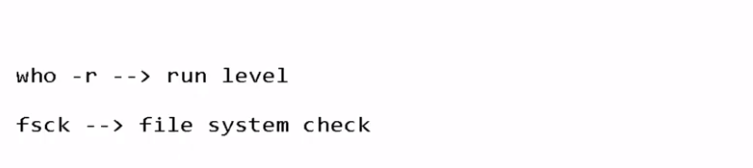 who -r --> run level
fsck --> file system check